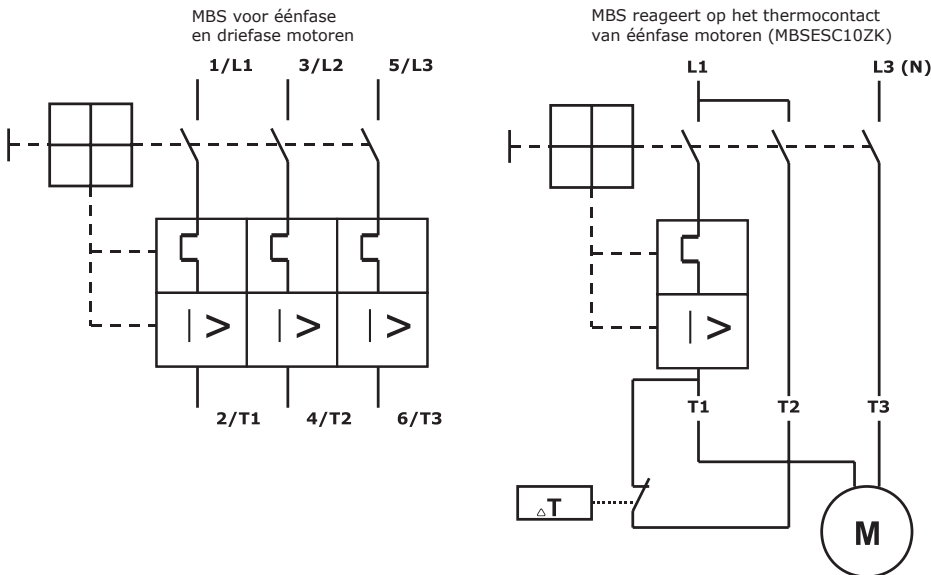 MBS voor éénfase
en driefase motoren
1/L1 3/L2 5/L3
I > I > I >
2/T1 4/T2 6/T3
MBS reageert op het thermocontact
van éénfase motoren (MBSESC10ZK)
L1 L3 (N)
I >
T1 T2 T3
△T
M